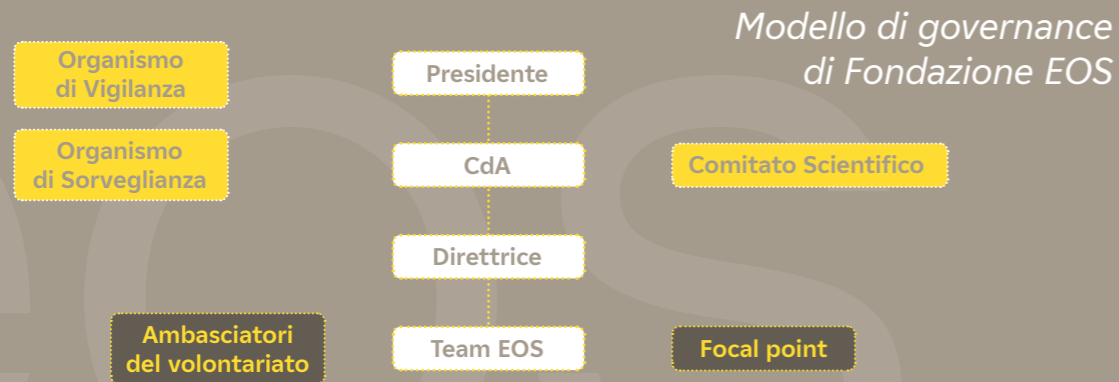 Modello di governance
di Fondazione EOS
Organismo
di Vigilanza
Presidente
Organismo
di Sorveglianza
CdA
Comitato Scientifico
Direttrice
Ambasciatori
del volontariato
Team EOS
Focal point
eos